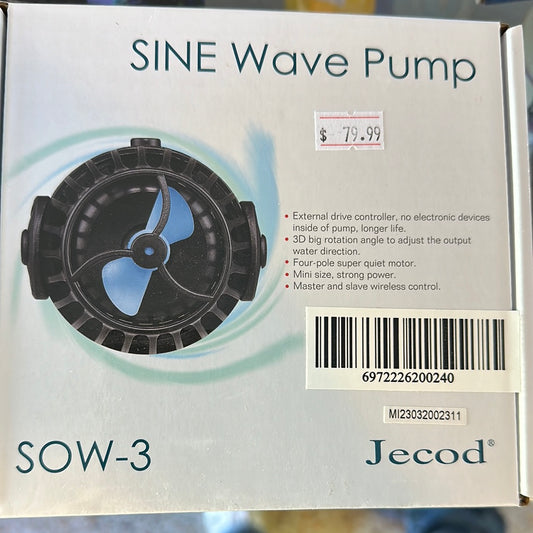 SINE Wave Pump
$ 79.99
• External drive controller, no electronic devices
inside of pump, longer life.
• 3D big rotation angle to adjust the output
water direction.
• Four-pole super quiet motor.
• Mini size, strong power.
• Master and slave wireless control.
6972226200240
MI23032002311
SOW-3
Jecod®